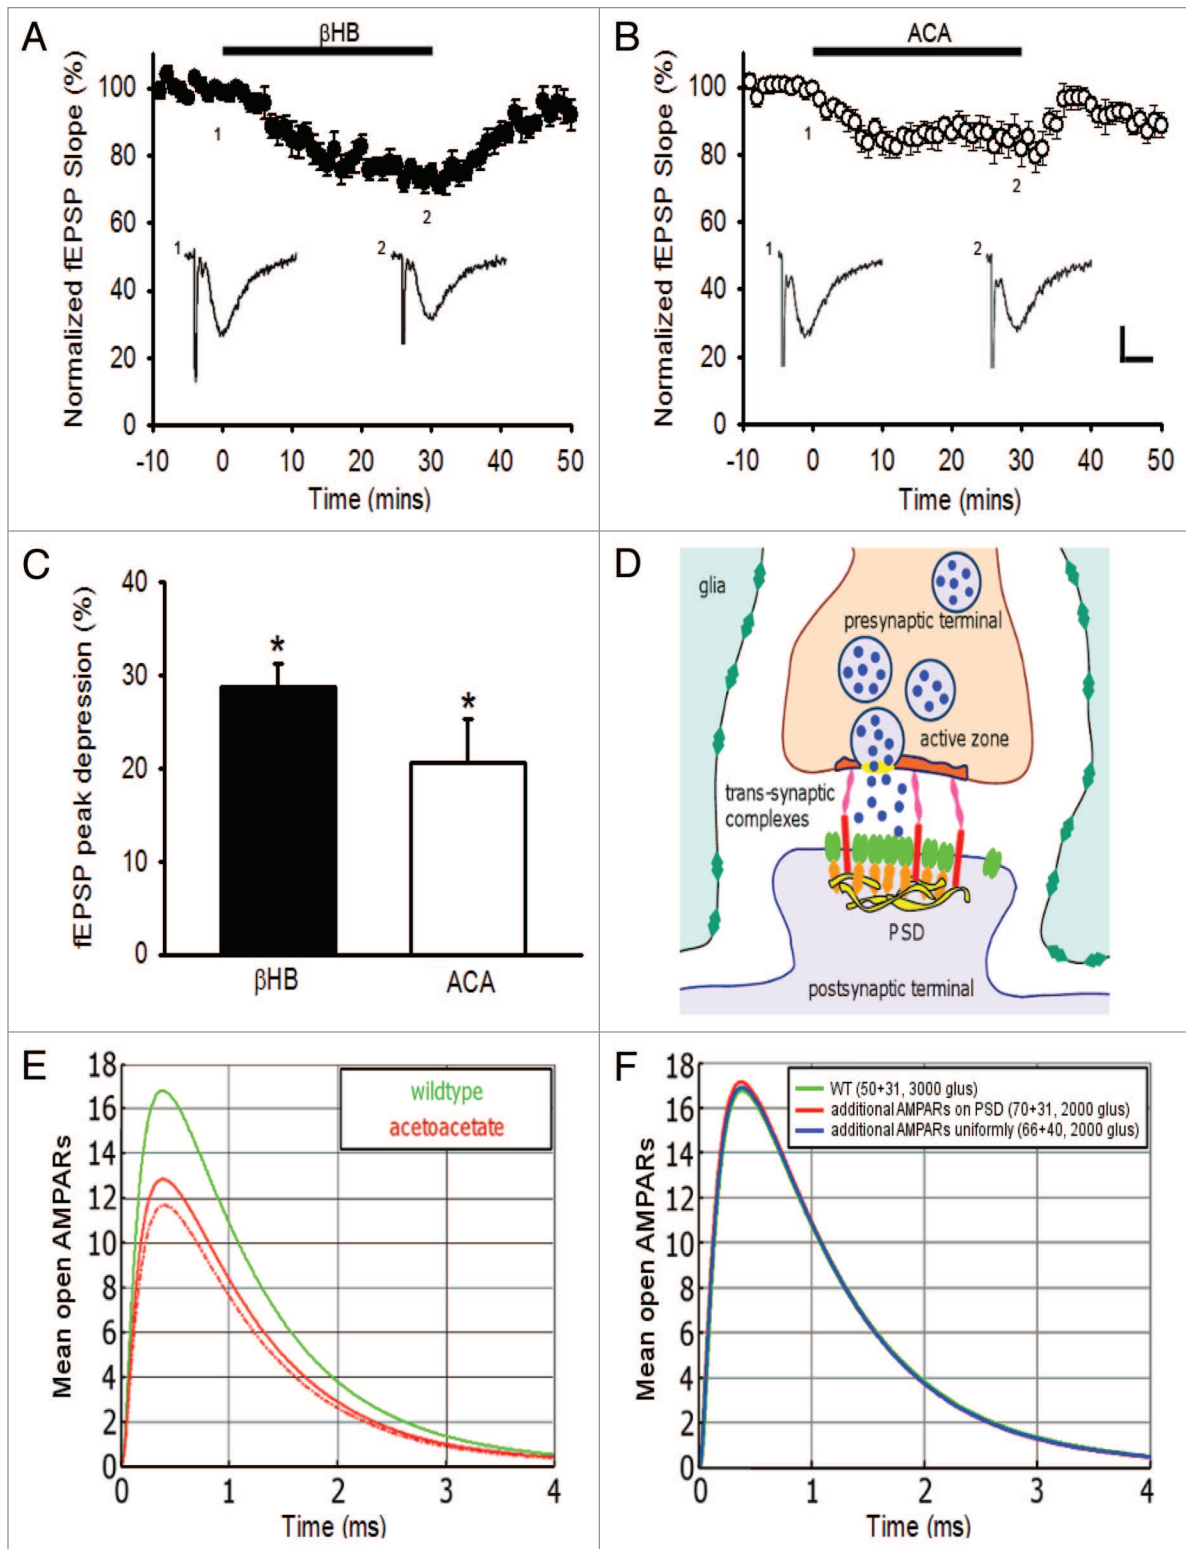 A
βHB
Normalized fEPSP Slope (%)
100
80
60
40
20
0
1
2
1
2
-10 0 10 20 30 40 50
Time (mins)
B
ACA
Normalized fEPSP Slope (%)
100
80
60
40
20
0
1
2
1
2
-10 0 10 20 30 40 50
Time (mins)
C
fEPSP peak depression (%)
40
30
20
10
0
*
*
βHB ACA
D
glia
presynaptic terminal
active zone
trans-synaptic
complexes
PSD
postsynaptic terminal
E
Mean open AMPARs
18
16
14
12
10
8
6
4
2
0
wildtype
acetoacetate
0 1 2 3 4
Time (ms)
F
Mean open AMPARs
18
16
14
12
10
8
6
4
2
0
WT (50+31, 3000 glus)
additional AMPARs on PSD (70+31, 2000 glus)
additional AMPARs uniformly (66+40, 2000 glus)
0 1 2 3 4
Time (ms)